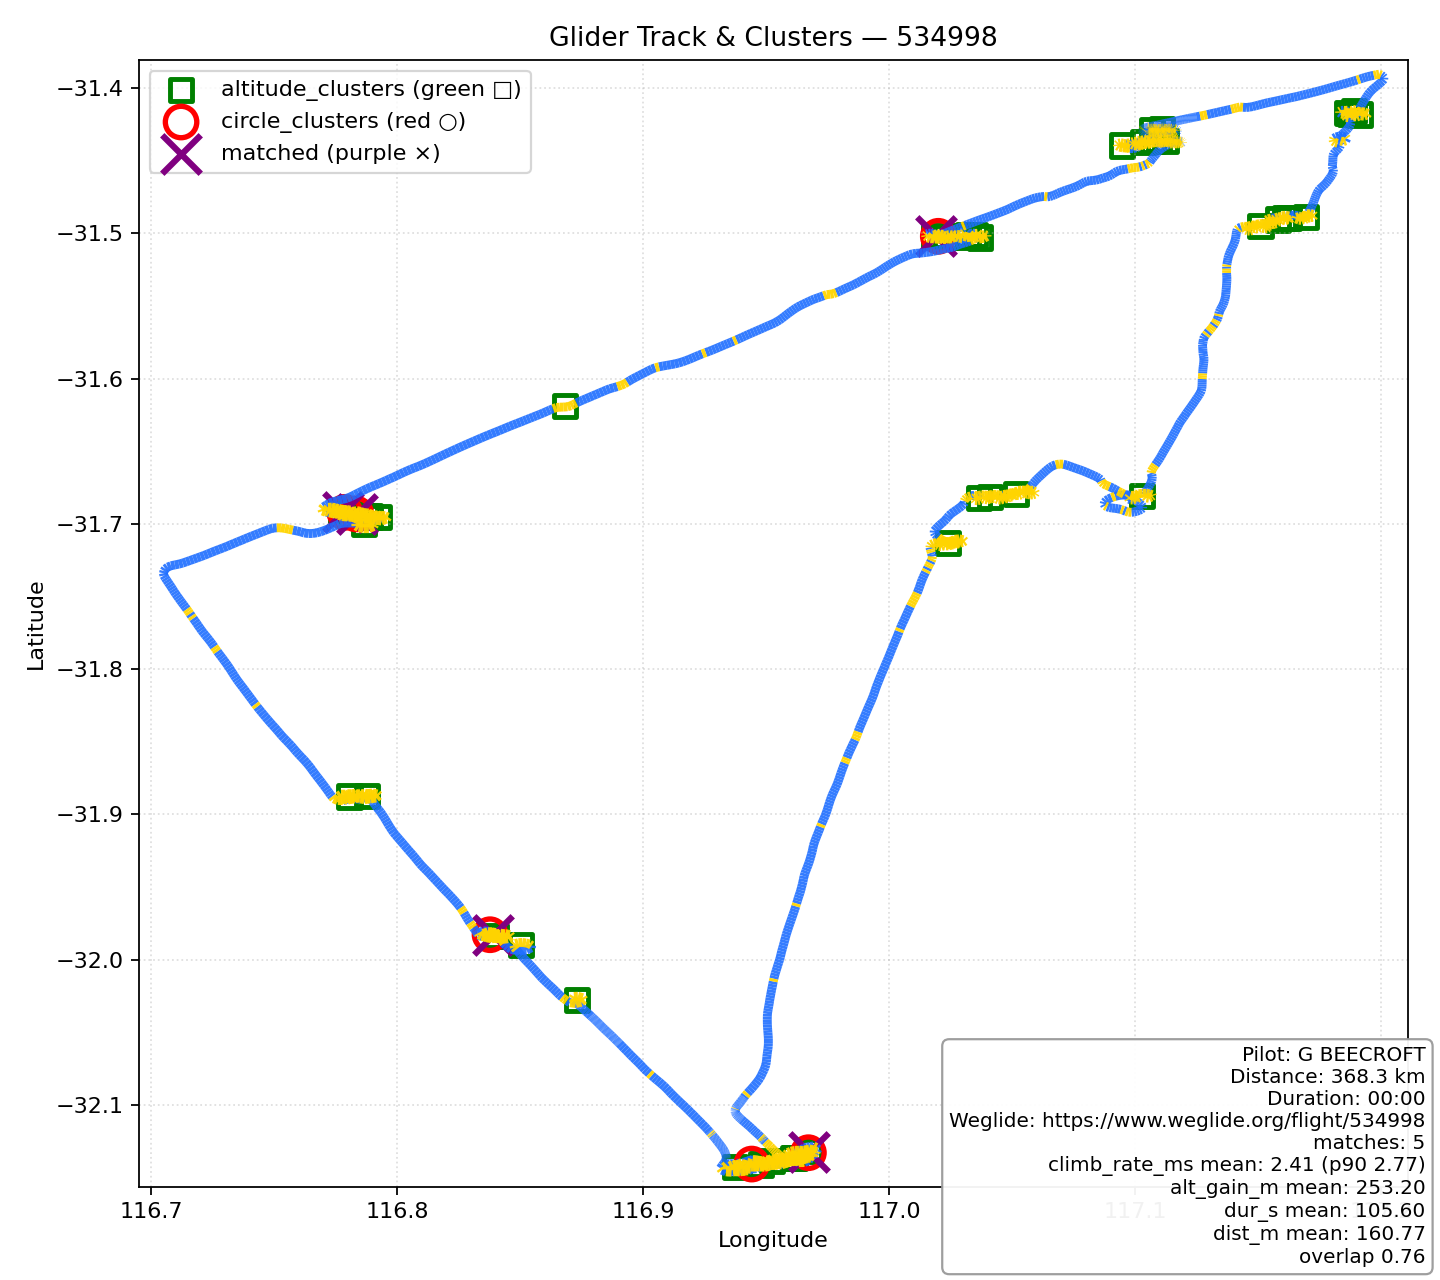 Glider Track & Clusters — 534998
altitude_clusters (green □)
circle_clusters (red ○)
matched (purple ×)
Latitude
−31.4
−31.5
−31.6
−31.7
−31.8
−31.9
−32.0
−32.1
116.7
116.8
116.9
117.0
117.1
Longitude
Pilot: G BEECROFT
Distance: 368.3 km
Duration: 00:00
Weglide: https://www.weglide.org/flight/534998
matches: 5
climb_rate_ms mean: 2.41 (p90 2.77)
alt_gain_m mean: 253.20
dur_s mean: 105.60
dist_m mean: 160.77
overlap 0.76